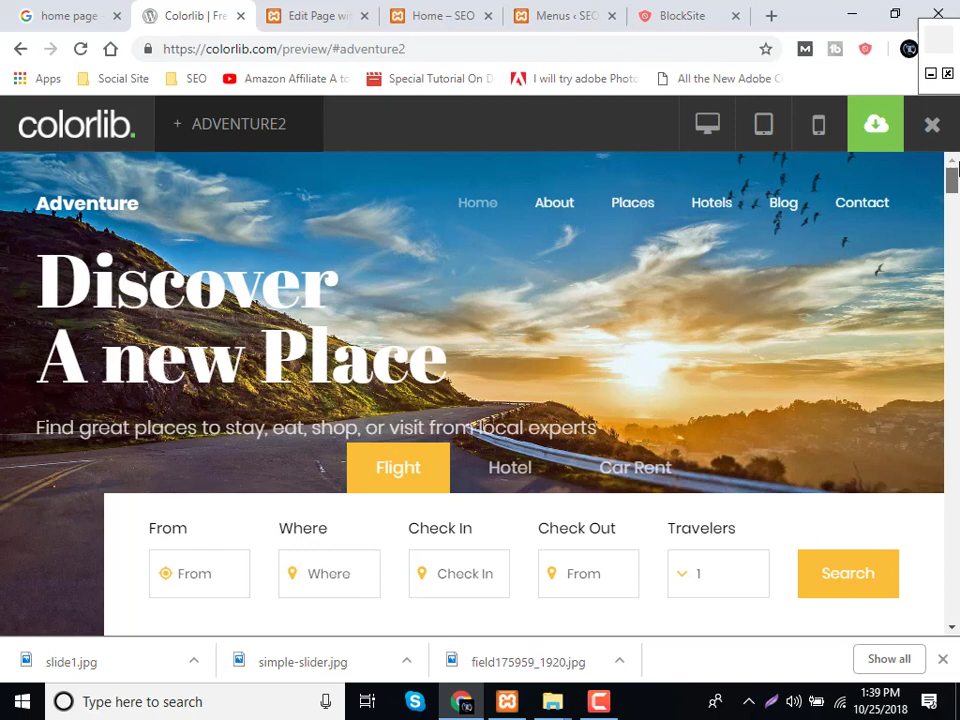 home page
Colorlib | Fre
Edit Page wi
Home – SEO
Menus ‹ SEO
BlockSite
https://colorlib.com/preview/#adventure2
M
tb
Apps
Social Site
SEO
Amazon Affiliate A to
Special Tutorial On D
I will try adobe Photo
All the New Adobe C
colorlib.
+ ADVENTURE2
Adventure
Home
About
Places
Hotels
Blog
Contact
Discover
A new Place
Find great places to stay, eat, shop, or visit from local experts
Flight
Hotel
Car Rent
From
Where
Check In
Check Out
Travelers
From
Where
Check In
From
1
Search
slide1.jpg
simple-slider.jpg
field175959_1920.jpg
Show all
Type here to search
1:39 PM
10/25/2018